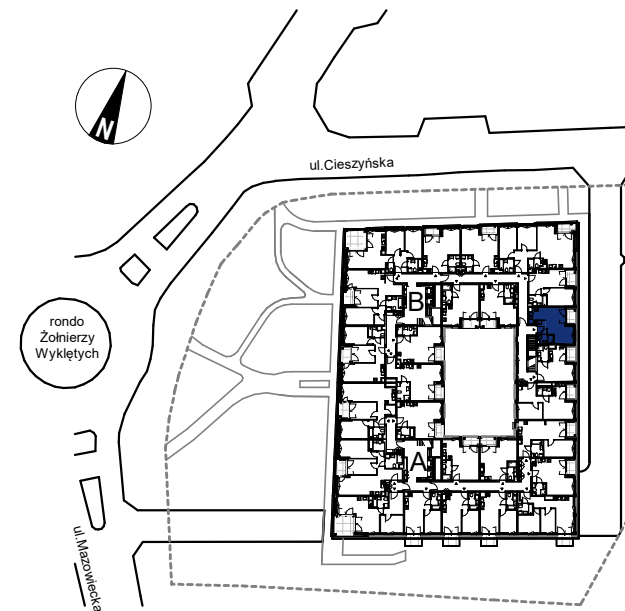 N
ul.Cieszyńska
B
rondo
Żołnierzy
Wyklętych
A
ul.Mazowiecka